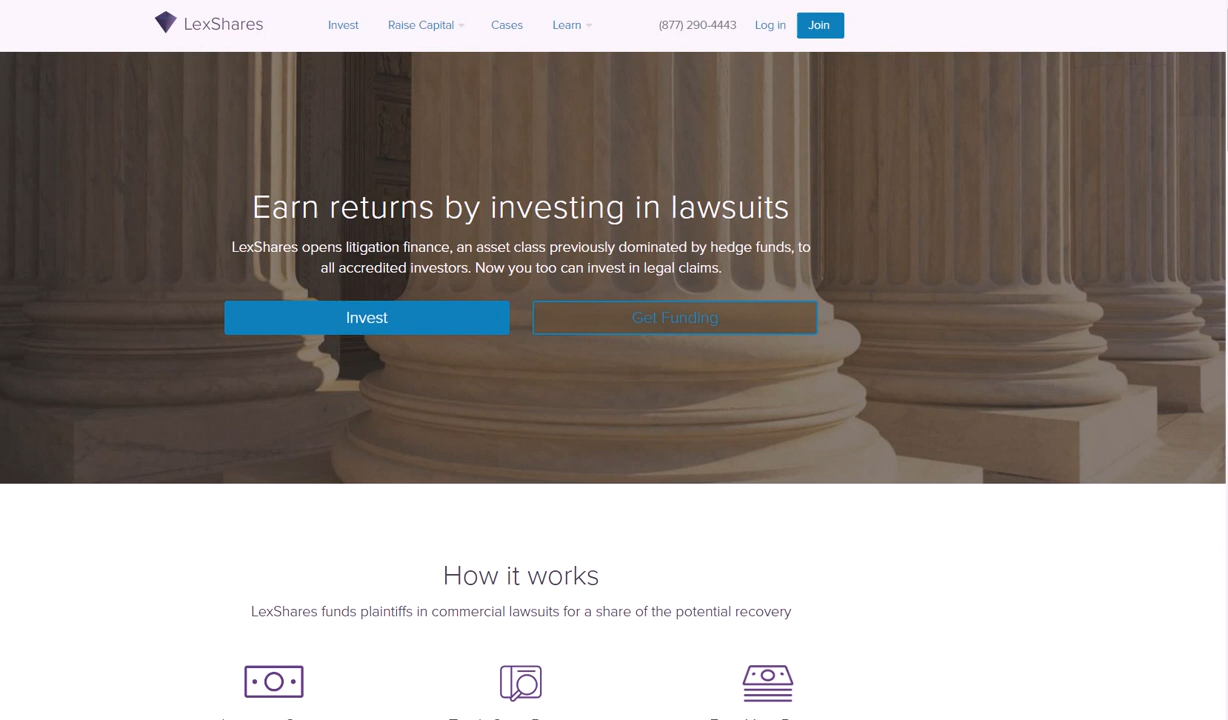 LexShares
Invest
Raise Capital
Cases
Learn
(877) 290-4443
Log in
Join
Earn returns by investing in lawsuits
LexShares opens litigation finance, an asset class previously dominated by hedge funds, to
all accredited investors. Now you too can invest in legal claims.
Invest
Get Funding
How it works
LexShares funds plaintiffs in commercial lawsuits for a share of the potential recovery